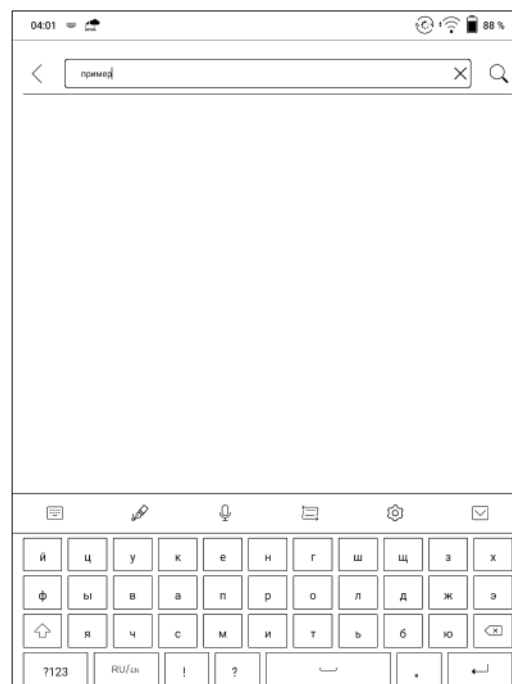 04:01 88 %
пример
й ц у к е н г ш щ з х
ф ы в а п р о л д ж э
я ч с м и т ь б ю
?123 RU/EN ! ? .